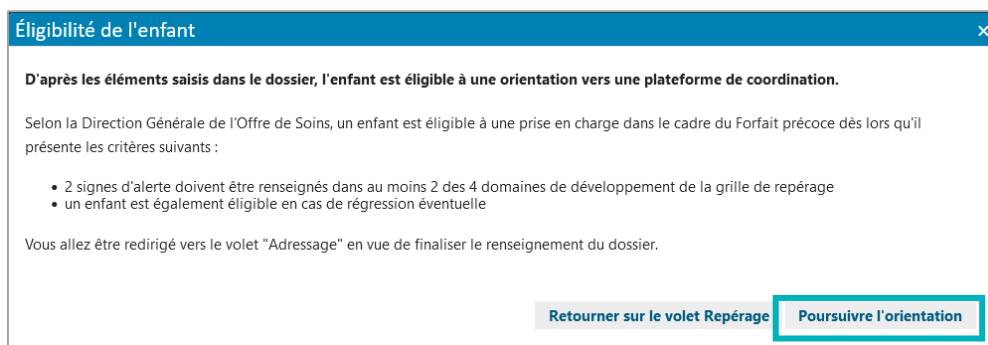 Éligibilité de l'enfant ×
D'après les éléments saisis dans le dossier, l'enfant est éligible à une orientation vers une plateforme de coordination.
Selon la Direction Générale de l'Offre de Soins, un enfant est éligible à une prise en charge dans le cadre du Forfait précoce dès lors qu'il
présente les critères suivants :
• 2 signes d'alerte doivent être renseignés dans au moins 2 des 4 domaines de développement de la grille de repérage
• un enfant est également éligible en cas de régression éventuelle
Vous allez être redirigé vers le volet "Adressage" en vue de finaliser le renseignement du dossier.
Retourner sur le volet Repérage Poursuivre l'orientation